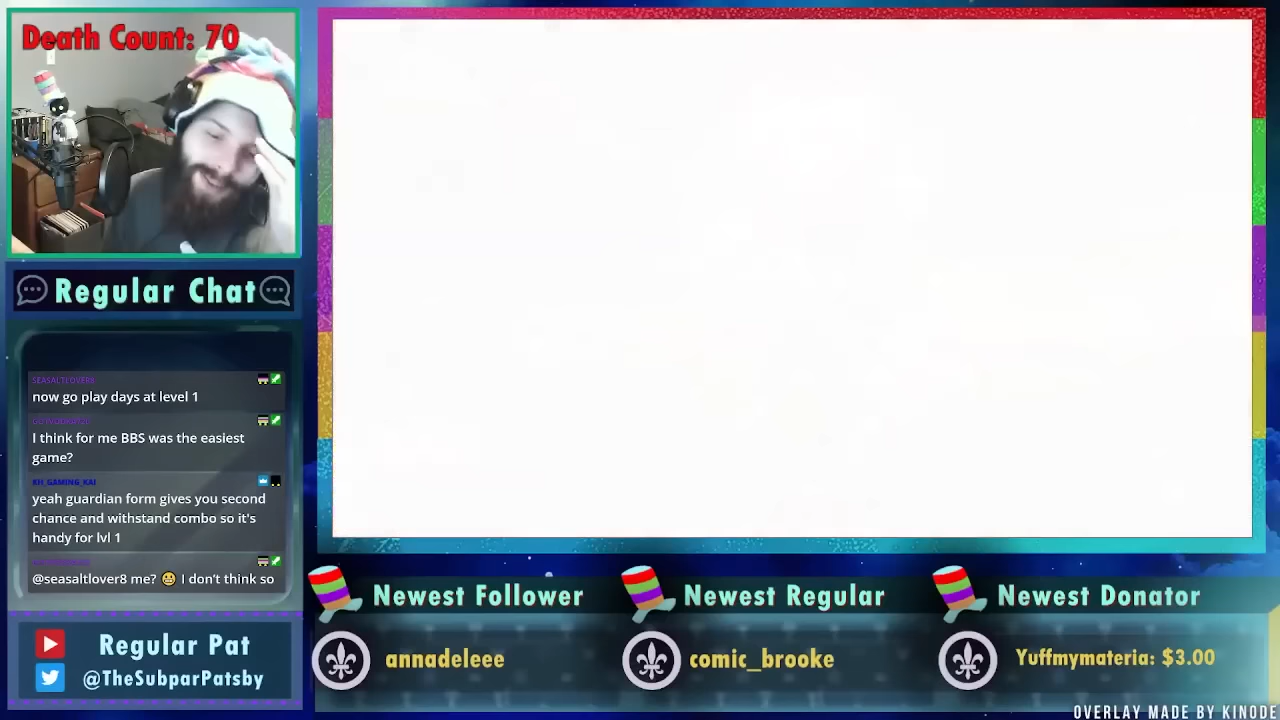 Death Count: 70
Regular Chat
SEASALTLOVER8
now go play days at level 1
I think for me BBS was the easiest
game?
KH_GAMING_KAI
yeah guardian form gives you second
chance and withstand combo so it's
handy for lvl 1
@seasaltlover8 me? 😬 I don't think so
Regular Pat
@TheSubparPatsby
Newest Follower
annadeleee
Newest Regular
comic_brooke
Newest Donator
Yuffmymateria: $3.00
OVERLAY MADE BY KINODE